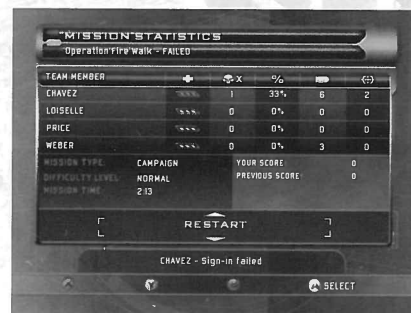 MISSION STATISTICS
Operation Fire Walk - FAILED
TEAM MEMBER X %
CHAVEZ 1 33% 6 2
LOISELLE 0 0% 0 0
PRICE 0 0% 0 0
WEBER 0 0% 3 0
MISSION TYPE: CAMPAIGN YOUR SCORE: 0
DIFFICULTY LEVEL: NORMAL PREVIOUS SCORE: 0
MISSION TIME: 2:13
RESTART
CHAVEZ - Sign-in failed
Y
A SELECT